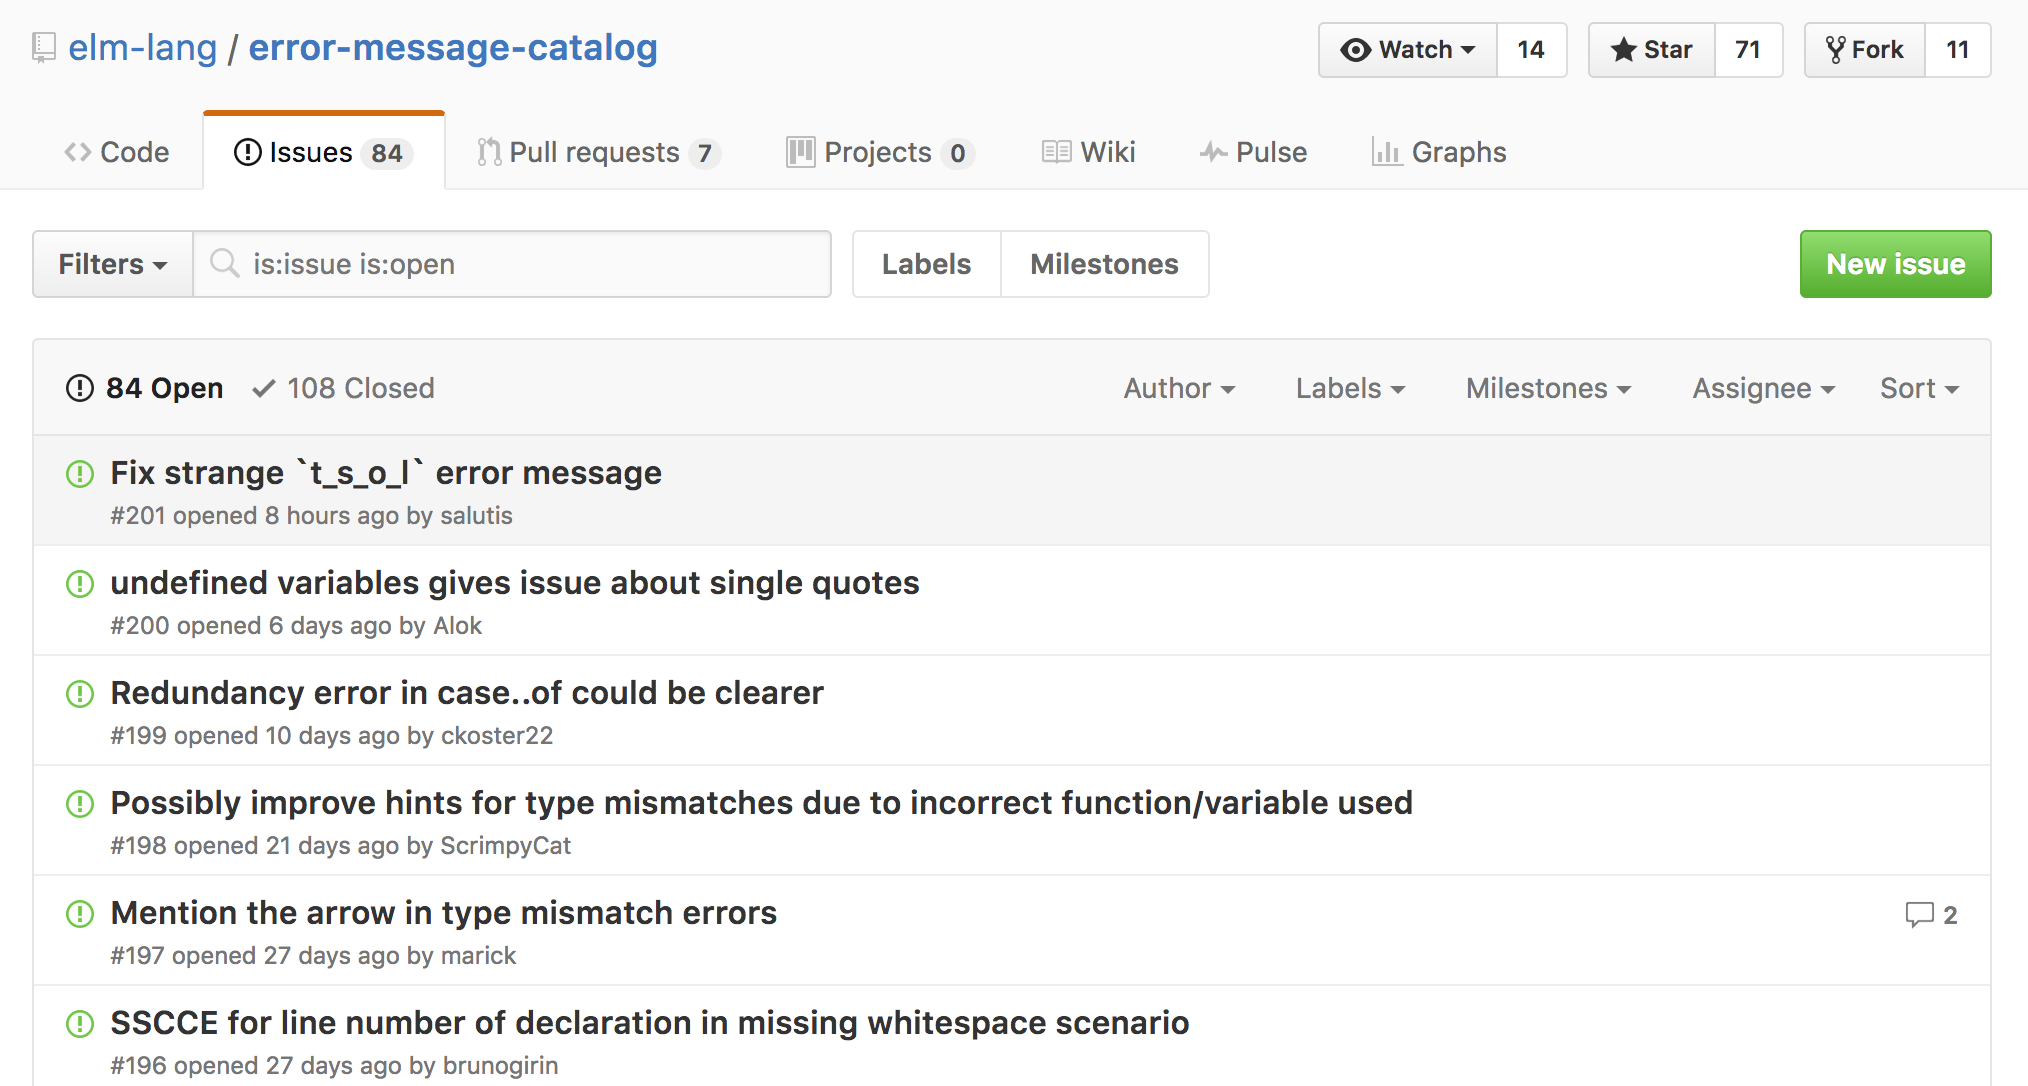 elm-lang / error-message-catalog
Watch 14 Star 71 Fork 11
Code Issues 84 Pull requests 7 Projects 0 Wiki Pulse Graphs
Filters is:issue is:open Labels Milestones New issue
84 Open 108 Closed Author Labels Milestones Assignee Sort
Fix strange `t_s_o_l` error message
#201 opened 8 hours ago by salutis
undefined variables gives issue about single quotes
#200 opened 6 days ago by Alok
Redundancy error in case..of could be clearer
#199 opened 10 days ago by ckoster22
Possibly improve hints for type mismatches due to incorrect function/variable used
#198 opened 21 days ago by ScrimpyCat
Mention the arrow in type mismatch errors 2
#197 opened 27 days ago by marick
SSCCE for line number of declaration in missing whitespace scenario
#196 opened 27 days ago by brunogirin